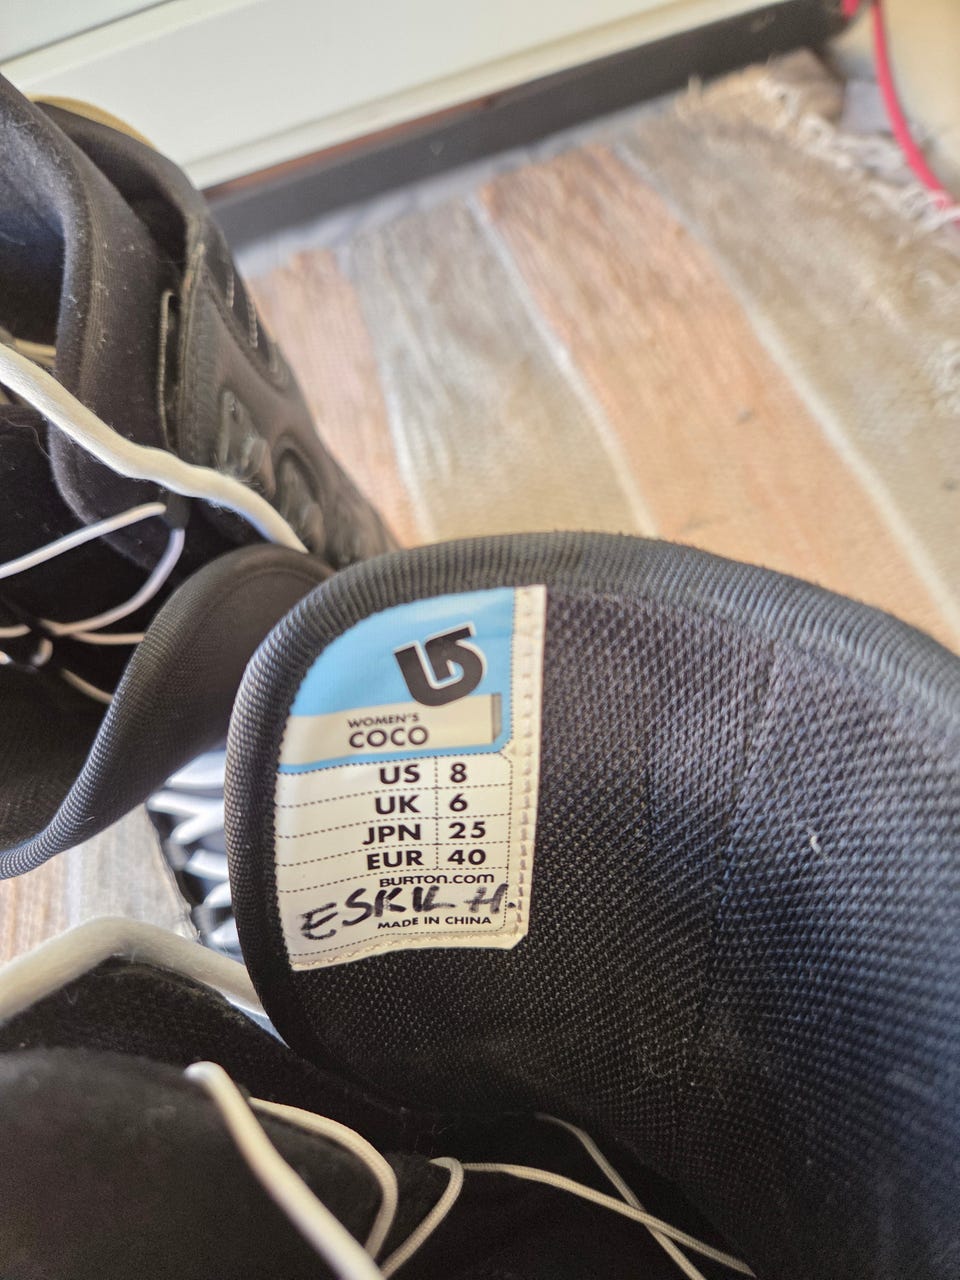 WOMEN'S
COCO
US 8
UK 6
JPN 25
EUR 40
BURTON.COM
ESKIL H.
MADE IN CHINA